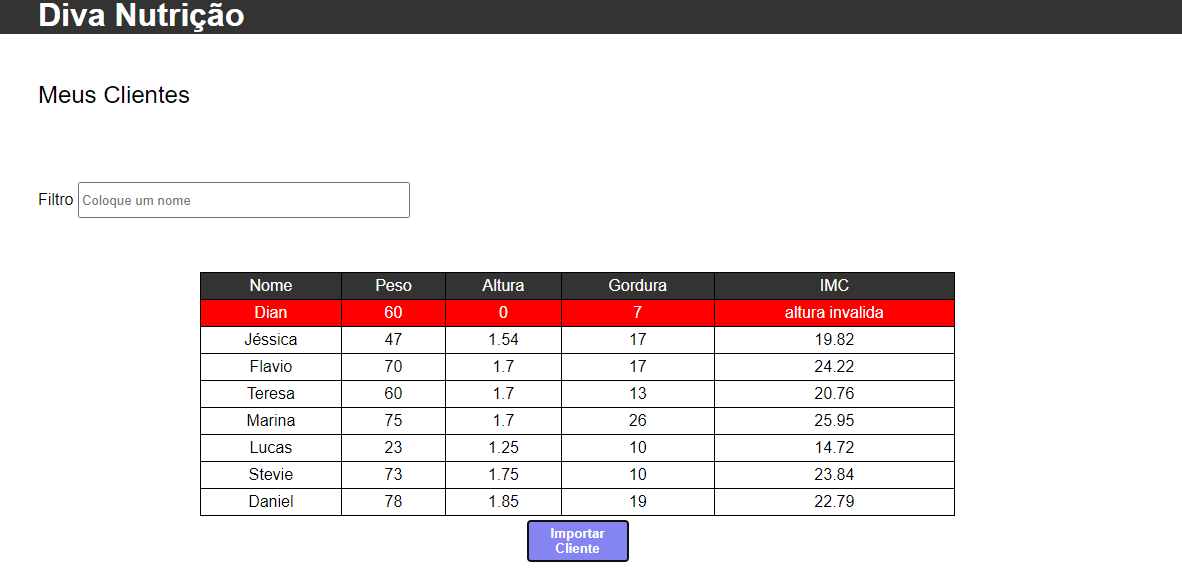 Diva Nutrição
Meus Clientes
Filtro Coloque um nome
Nome Peso Altura Gordura IMC
Dian 60 0 7 altura invalida
Jéssica 47 1.54 17 19.82
Flavio 70 1.7 17 24.22
Teresa 60 1.7 13 20.76
Marina 75 1.7 26 25.95
Lucas 23 1.25 10 14.72
Stevie 73 1.75 10 23.84
Daniel 78 1.85 19 22.79
Importar
Cliente